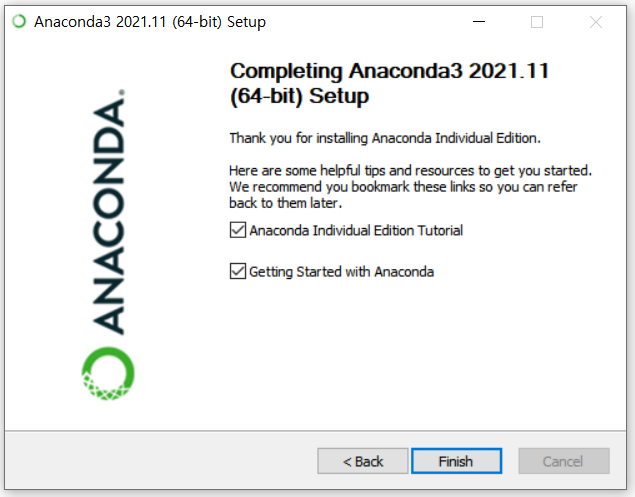 Anaconda3 2021.11 (64-bit) Setup
ANACONDA.
Completing Anaconda3 2021.11
(64-bit) Setup
Thank you for installing Anaconda Individual Edition.
Here are some helpful tips and resources to get you started.
We recommend you bookmark these links so you can refer
back to them later.
Anaconda Individual Edition Tutorial
Getting Started with Anaconda
< Back
Finish
Cancel